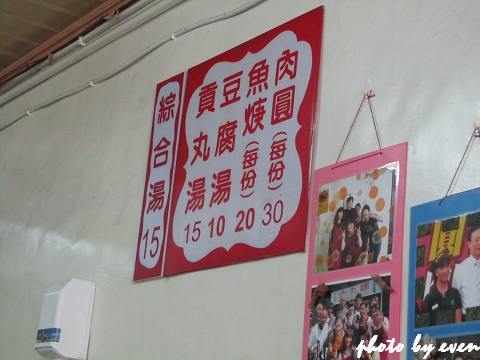 肉圓(每份)30
魚焿(每份)20
豆腐湯10
貢丸湯15
綜合湯15
photo by even